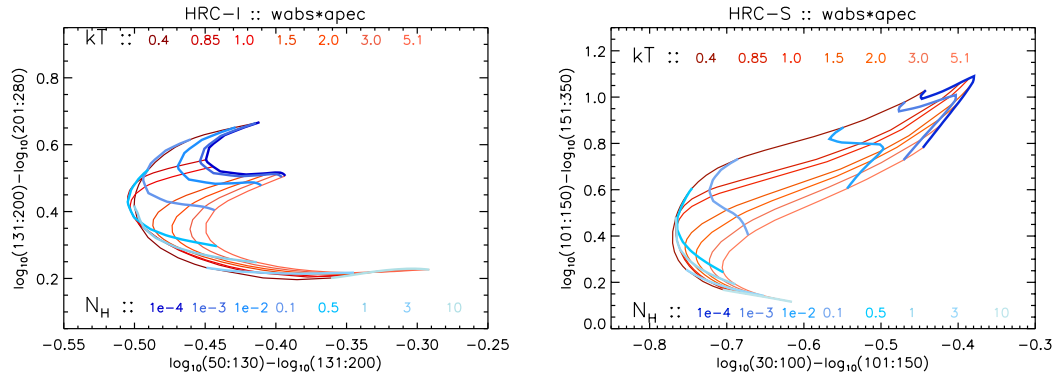 HRC-I :: wabs*apec
kT :: 0.4 0.85 1.0 1.5 2.0 3.0 5.1
0.8
0.6
0.4
0.2
log₁₀(131:200)−log₁₀(201:280)
N_H :: 1e-4 1e-3 1e-2 0.1 0.5 1 3 10
-0.55 -0.50 -0.45 -0.40 -0.35 -0.30 -0.25
log₁₀(50:130)−log₁₀(131:200)
HRC-S :: wabs*apec
1.2
kT :: 0.4 0.85 1.0 1.5 2.0 3.0 5.1
1.0
0.8
0.6
0.4
0.2
0.0
log₁₀(101:150)−log₁₀(151:350)
N_H :: 1e-4 1e-3 1e-2 0.1 0.5 1 3 10
-0.8 -0.7 -0.6 -0.5 -0.4 -0.3
log₁₀(30:100)−log₁₀(101:150)